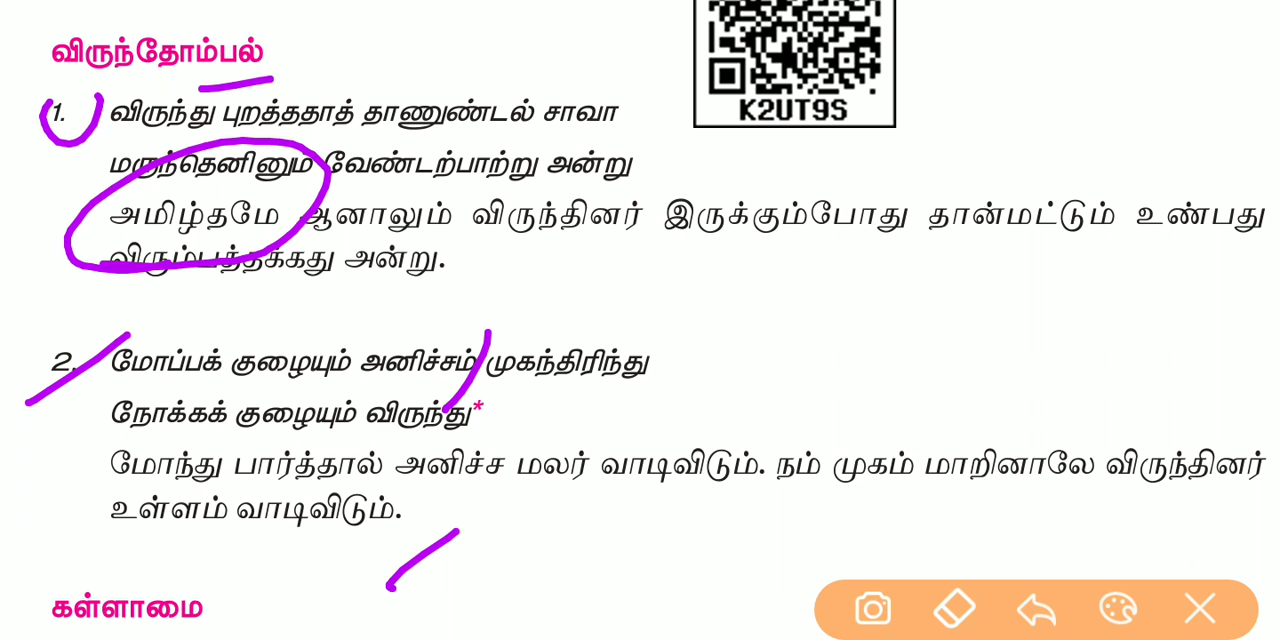 K2UT9S
விருந்தோம்பல்
1. விருந்து புறத்ததாத் தாணுண்டல் சாவா
மருந்தெனினும் வேண்டற்பாற்று அன்று
அமிழ்தமே ஆனாலும் விருந்தினர் இருக்கும்போது தான்மட்டும் உண்பது
விரும்பத்தக்கது அன்று.
2. மோப்பக் குழையும் அனிச்சம் முகந்திரிந்து
நோக்கக் குழையும் விருந்து*
மோந்து பார்த்தால் அனிச்ச மலர் வாடிவிடும். நம் முகம் மாறினாலே விருந்தினர்
உள்ளம் வாடிவிடும்.
கள்ளாமை